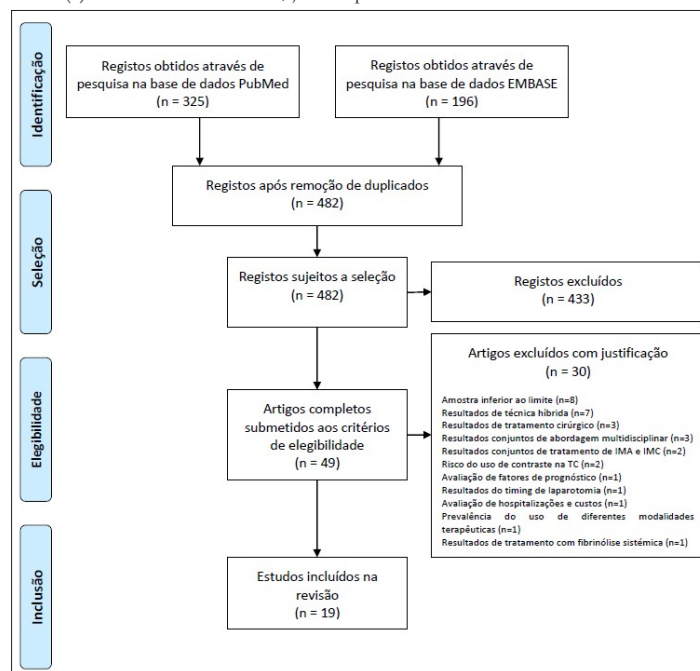 Identificação
Registos obtidos através de
pesquisa na base de dados PubMed
(n = 325)
Registos obtidos através de
pesquisa na base de dados EMBASE
(n = 196)
Registos após remoção de duplicados
(n = 482)
Seleção
Registos sujeitos a seleção
(n = 482)
Registos excluídos
(n = 433)
Elegibilidade
Artigos completos
submetidos aos critérios
de elegibilidade
(n = 49)
Artigos excluídos com justificação
(n = 30)
Amostra inferior ao limite (n=8)
Resultados de técnica híbrida (n=7)
Resultados de tratamento cirúrgico (n=3)
Resultados conjuntos de abordagem multidisciplinar (n=3)
Resultados conjuntos de tratamento de IMA e IMC (n=2)
Risco do uso de contraste na TC (n=2)
Avaliação de fatores de prognóstico (n=1)
Resultados do timing de laparotomia (n=1)
Avaliação de hospitalizações e custos (n=1)
Prevalência do uso de diferentes modalidades
terapêuticas (n=1)
Resultados de tratamento com fibrinólise sistémica (n=1)
Inclusão
Estudos incluídos na
revisão
(n = 19)